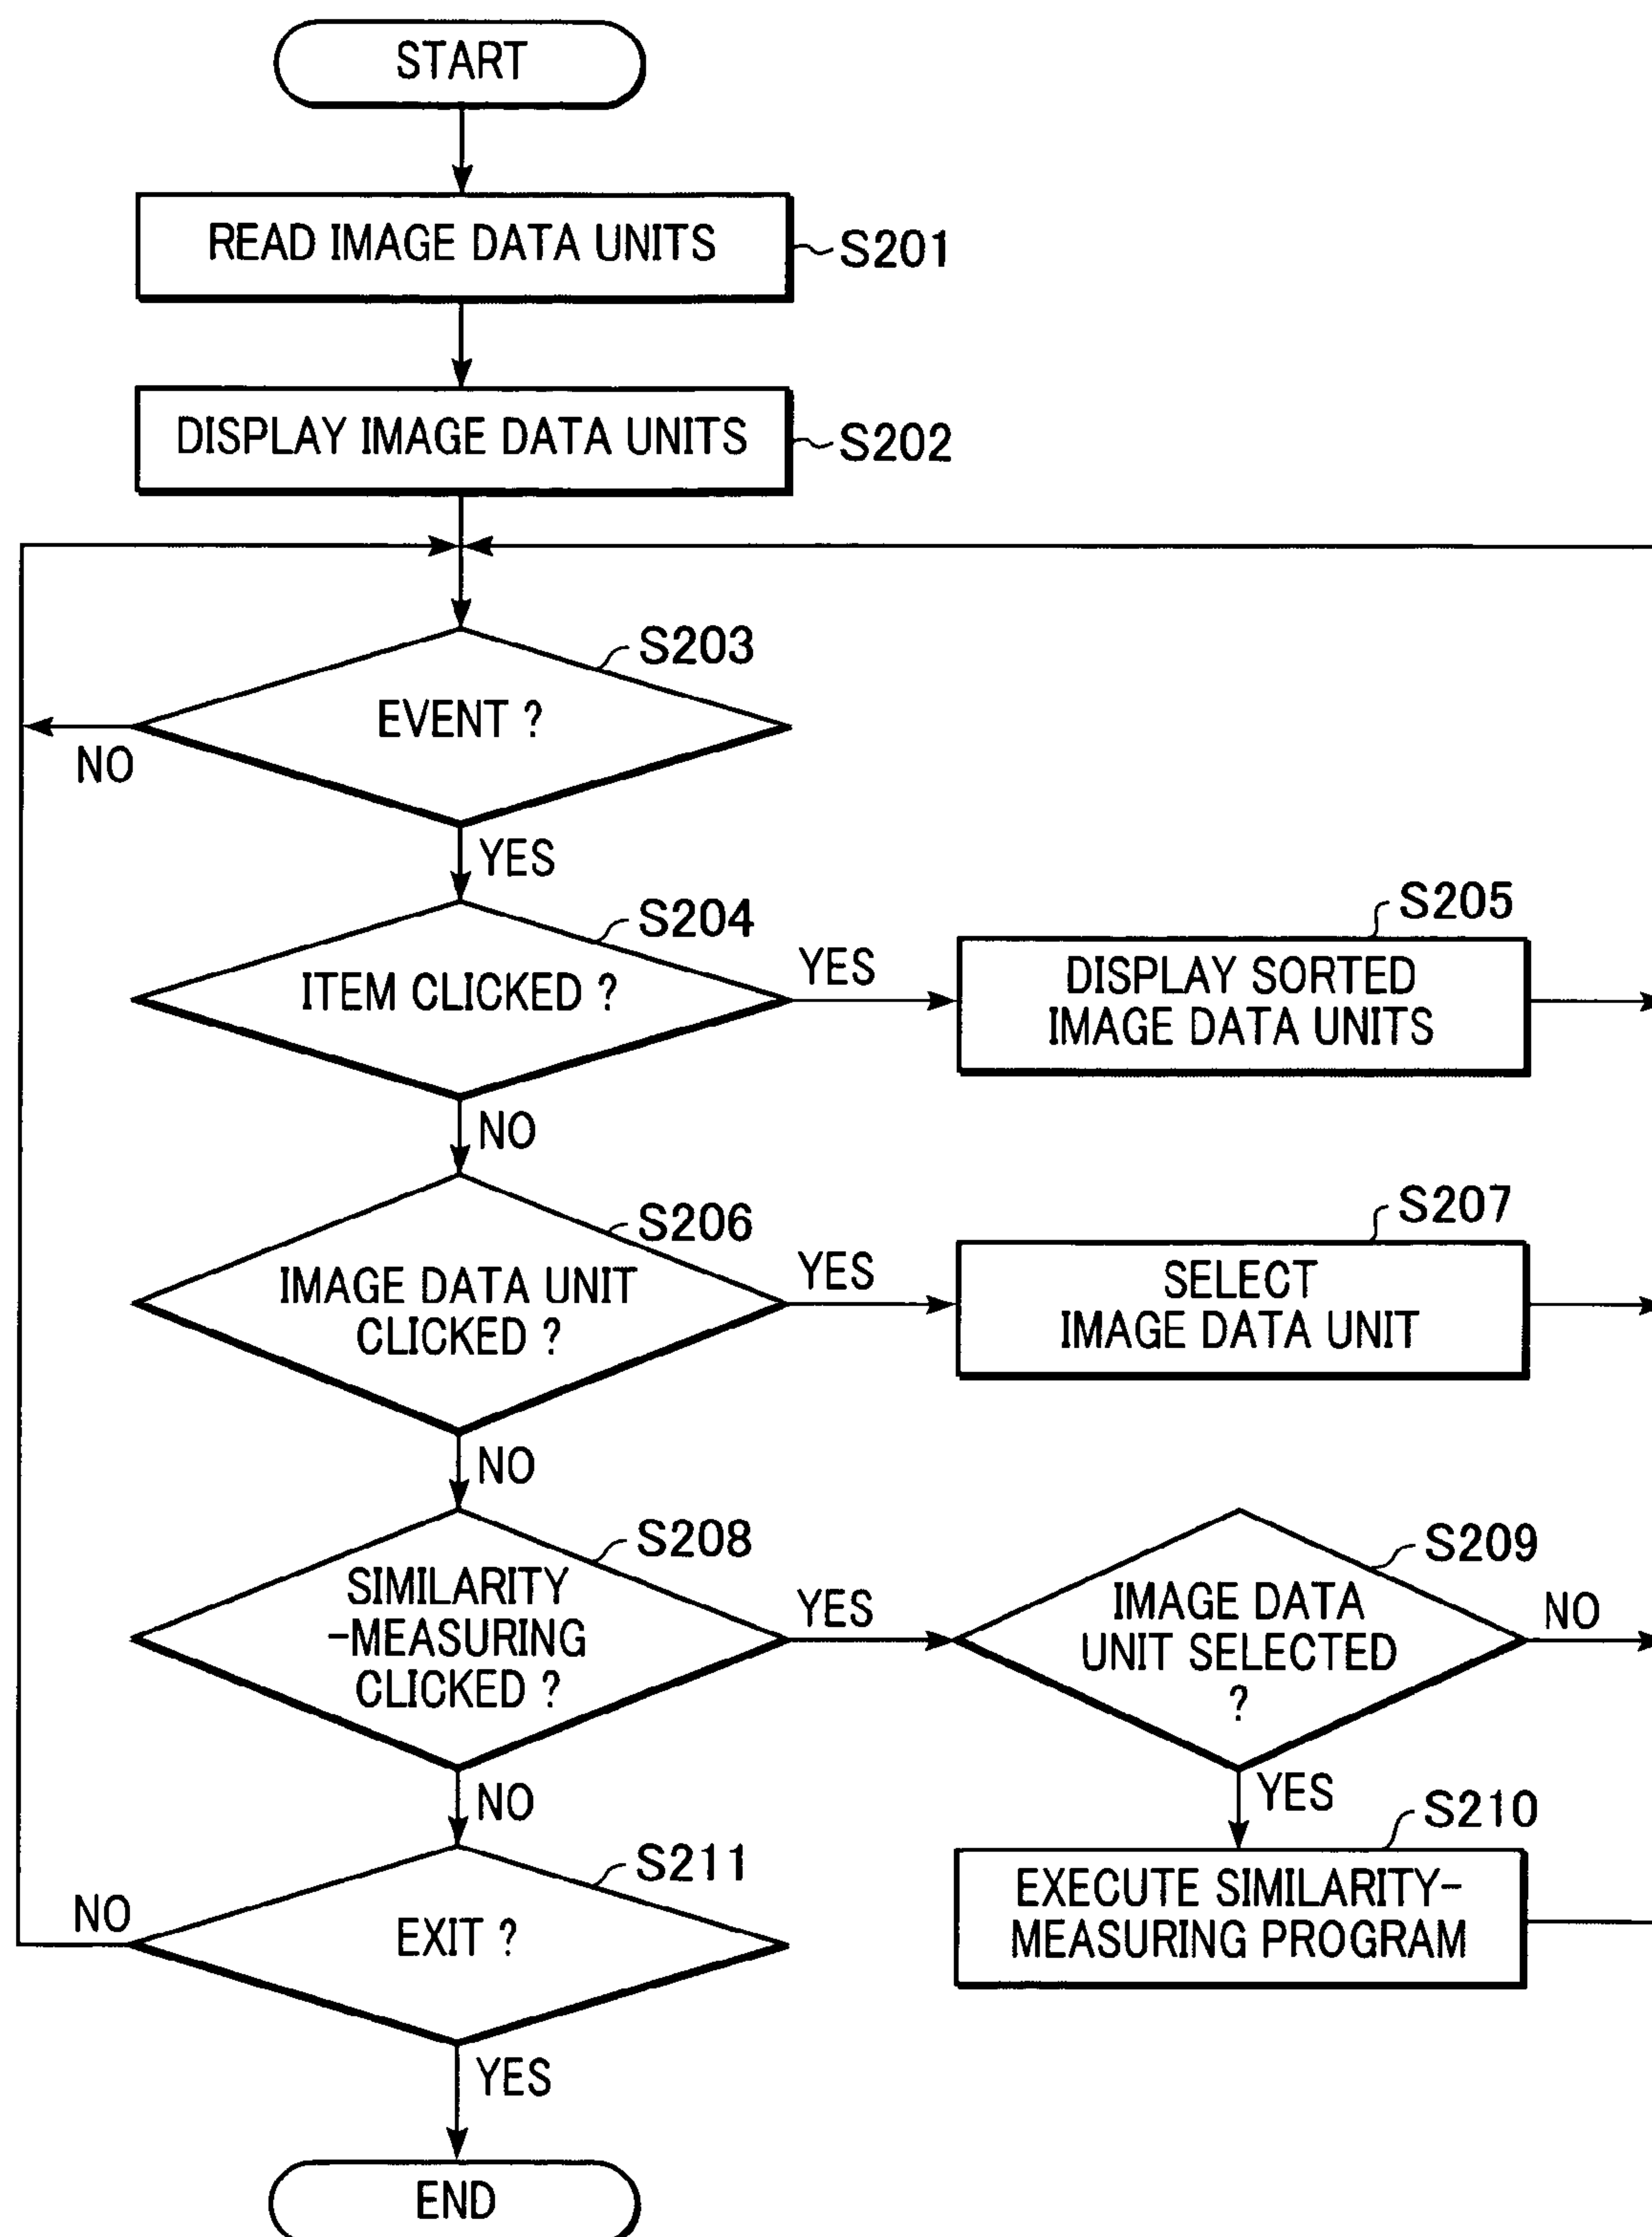 START
READ IMAGE DATA UNITS
S201
DISPLAY IMAGE DATA UNITS
S202
S203
EVENT ?
NO
YES
S204
ITEM CLICKED ?
YES
S205
DISPLAY SORTED
IMAGE DATA UNITS
NO
S206
IMAGE DATA UNIT
CLICKED ?
YES
S207
SELECT
IMAGE DATA UNIT
NO
S208
SIMILARITY
-MEASURING
CLICKED ?
YES
S209
IMAGE DATA
UNIT SELECTED
?
NO
YES
S210
EXECUTE SIMILARITY-
MEASURING PROGRAM
NO
S211
EXIT ?
NO
YES
END